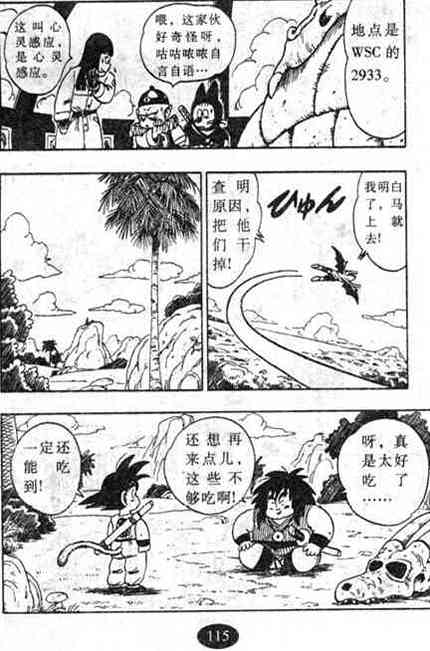 地点是
WSC的
2933。
喂，这家伙
好奇怪呀，
咕咕哝哝自
言自语…
这叫心
灵感应，
是心灵
感应。
明白
了，我马
上就
去！
ひゅん
查明
原因，
把他
们干
掉！
呀，真
是太好
吃了
……
还想再
来点儿，
这些不
够吃啊！
一定还
能吃
到！
115